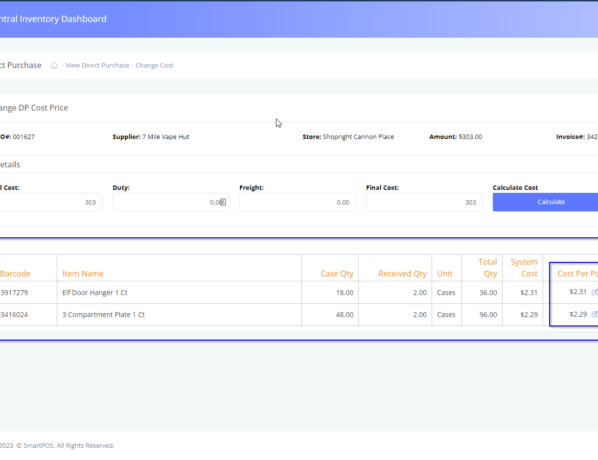 ntral Inventory Dashboard
ct Purchase - View Direct Purchase - Change Cost
ange DP Cost Price
O#: 001627 Supplier: 7 Mile Vape Hut Store: Shopright Cannon Place Amount: $303.00 Invoice#: 342
etails
l Cost: Duty: Freight: Final Cost: Calculate Cost
303 0.00 0.00 303 Calculate
Total System
Barcode Item Name Case Qty Received Qty Unit Qty Cost Cost Per Po
3917279 Elf Door Hanger 1 Ct 18.00 2.00 Cases 36.00 $2.31 $2.31
3416024 3 Compartment Plate 1 Ct 48.00 2.00 Cases 96.00 $2.29 $2.29
2023 © SmartPOS. All Rights Reserved.